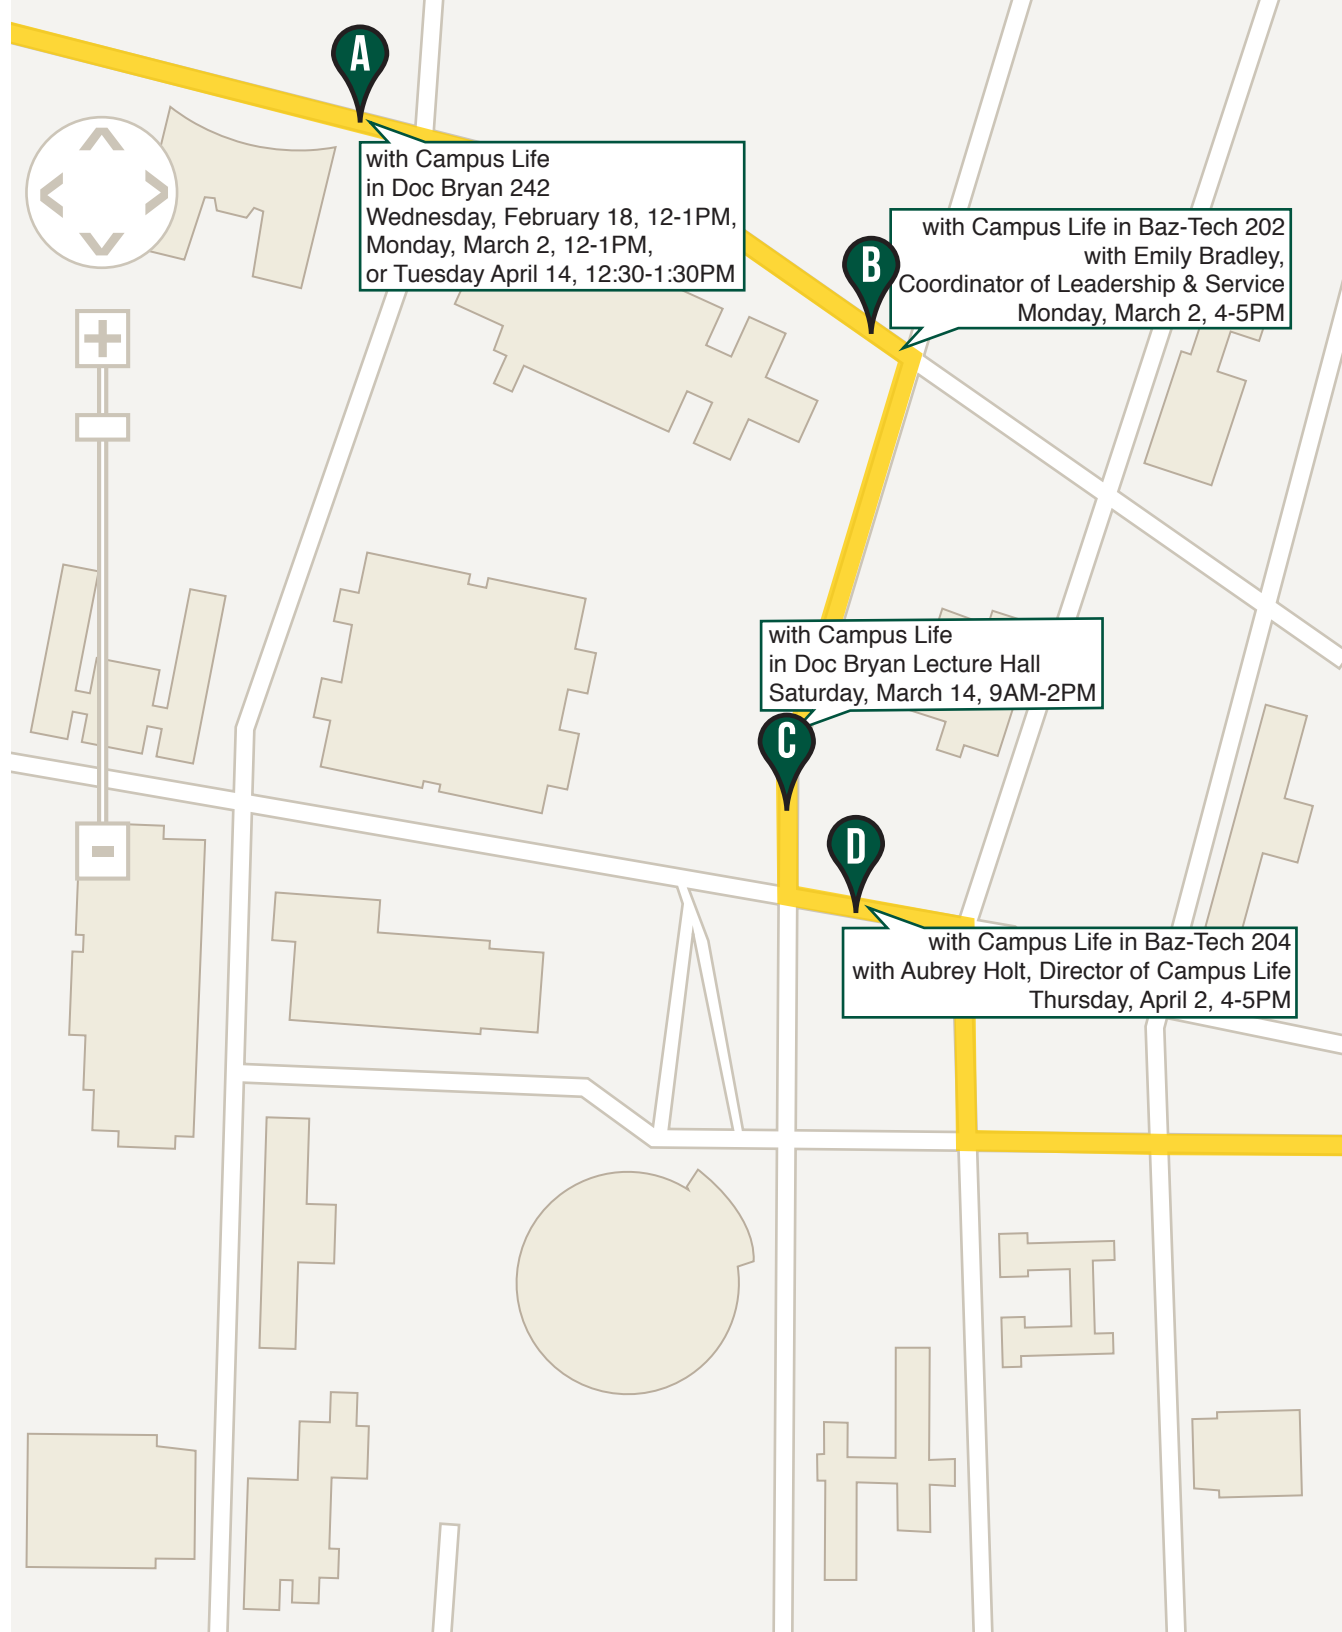 A
with Campus Life
in Doc Bryan 242
Wednesday, February 18, 12-1PM,
Monday, March 2, 12-1PM,
or Tuesday April 14, 12:30-1:30PM
B
with Campus Life in Baz-Tech 202
with Emily Bradley,
Coordinator of Leadership & Service
Monday, March 2, 4-5PM
with Campus Life
in Doc Bryan Lecture Hall
Saturday, March 14, 9AM-2PM
C
D
with Campus Life in Baz-Tech 204
with Aubrey Holt, Director of Campus Life
Thursday, April 2, 4-5PM